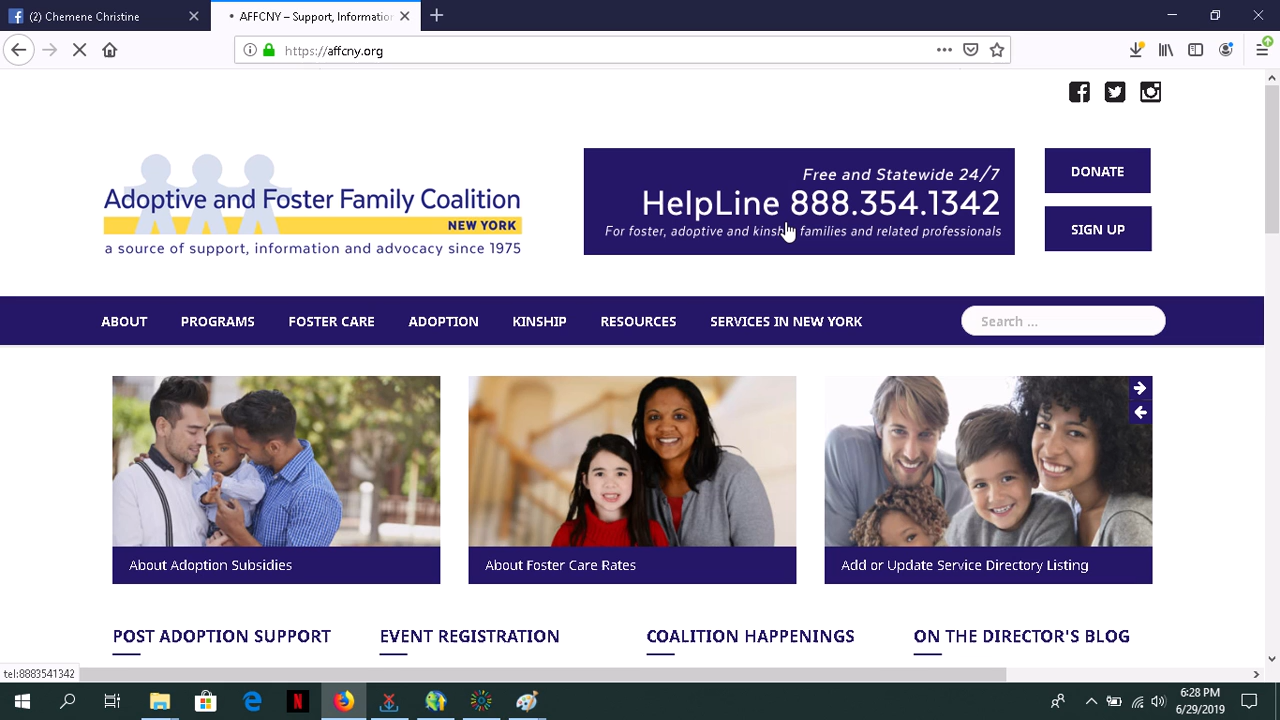 (2) Chemene Christine
AFFCNY – Support, Information
https://affcny.org
Adoptive and Foster Family Coalition
NEW YORK
a source of support, information and advocacy since 1975
Free and Statewide 24/7
HelpLine 888.354.1342
For foster, adoptive and kinship families and related professionals
DONATE
SIGN UP
ABOUT PROGRAMS FOSTER CARE ADOPTION KINSHIP RESOURCES SERVICES IN NEW YORK Search ...
About Adoption Subsidies
About Foster Care Rates
Add or Update Service Directory Listing
POST ADOPTION SUPPORT EVENT REGISTRATION COALITION HAPPENINGS ON THE DIRECTOR'S BLOG
tel:8883541342
6:28 PM
6/29/2019